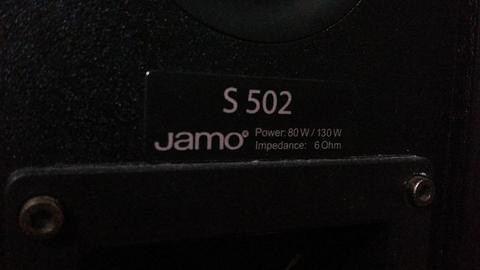 S 502
Jamo Power: 80 W / 130 W
Impedance: 6 Ohm